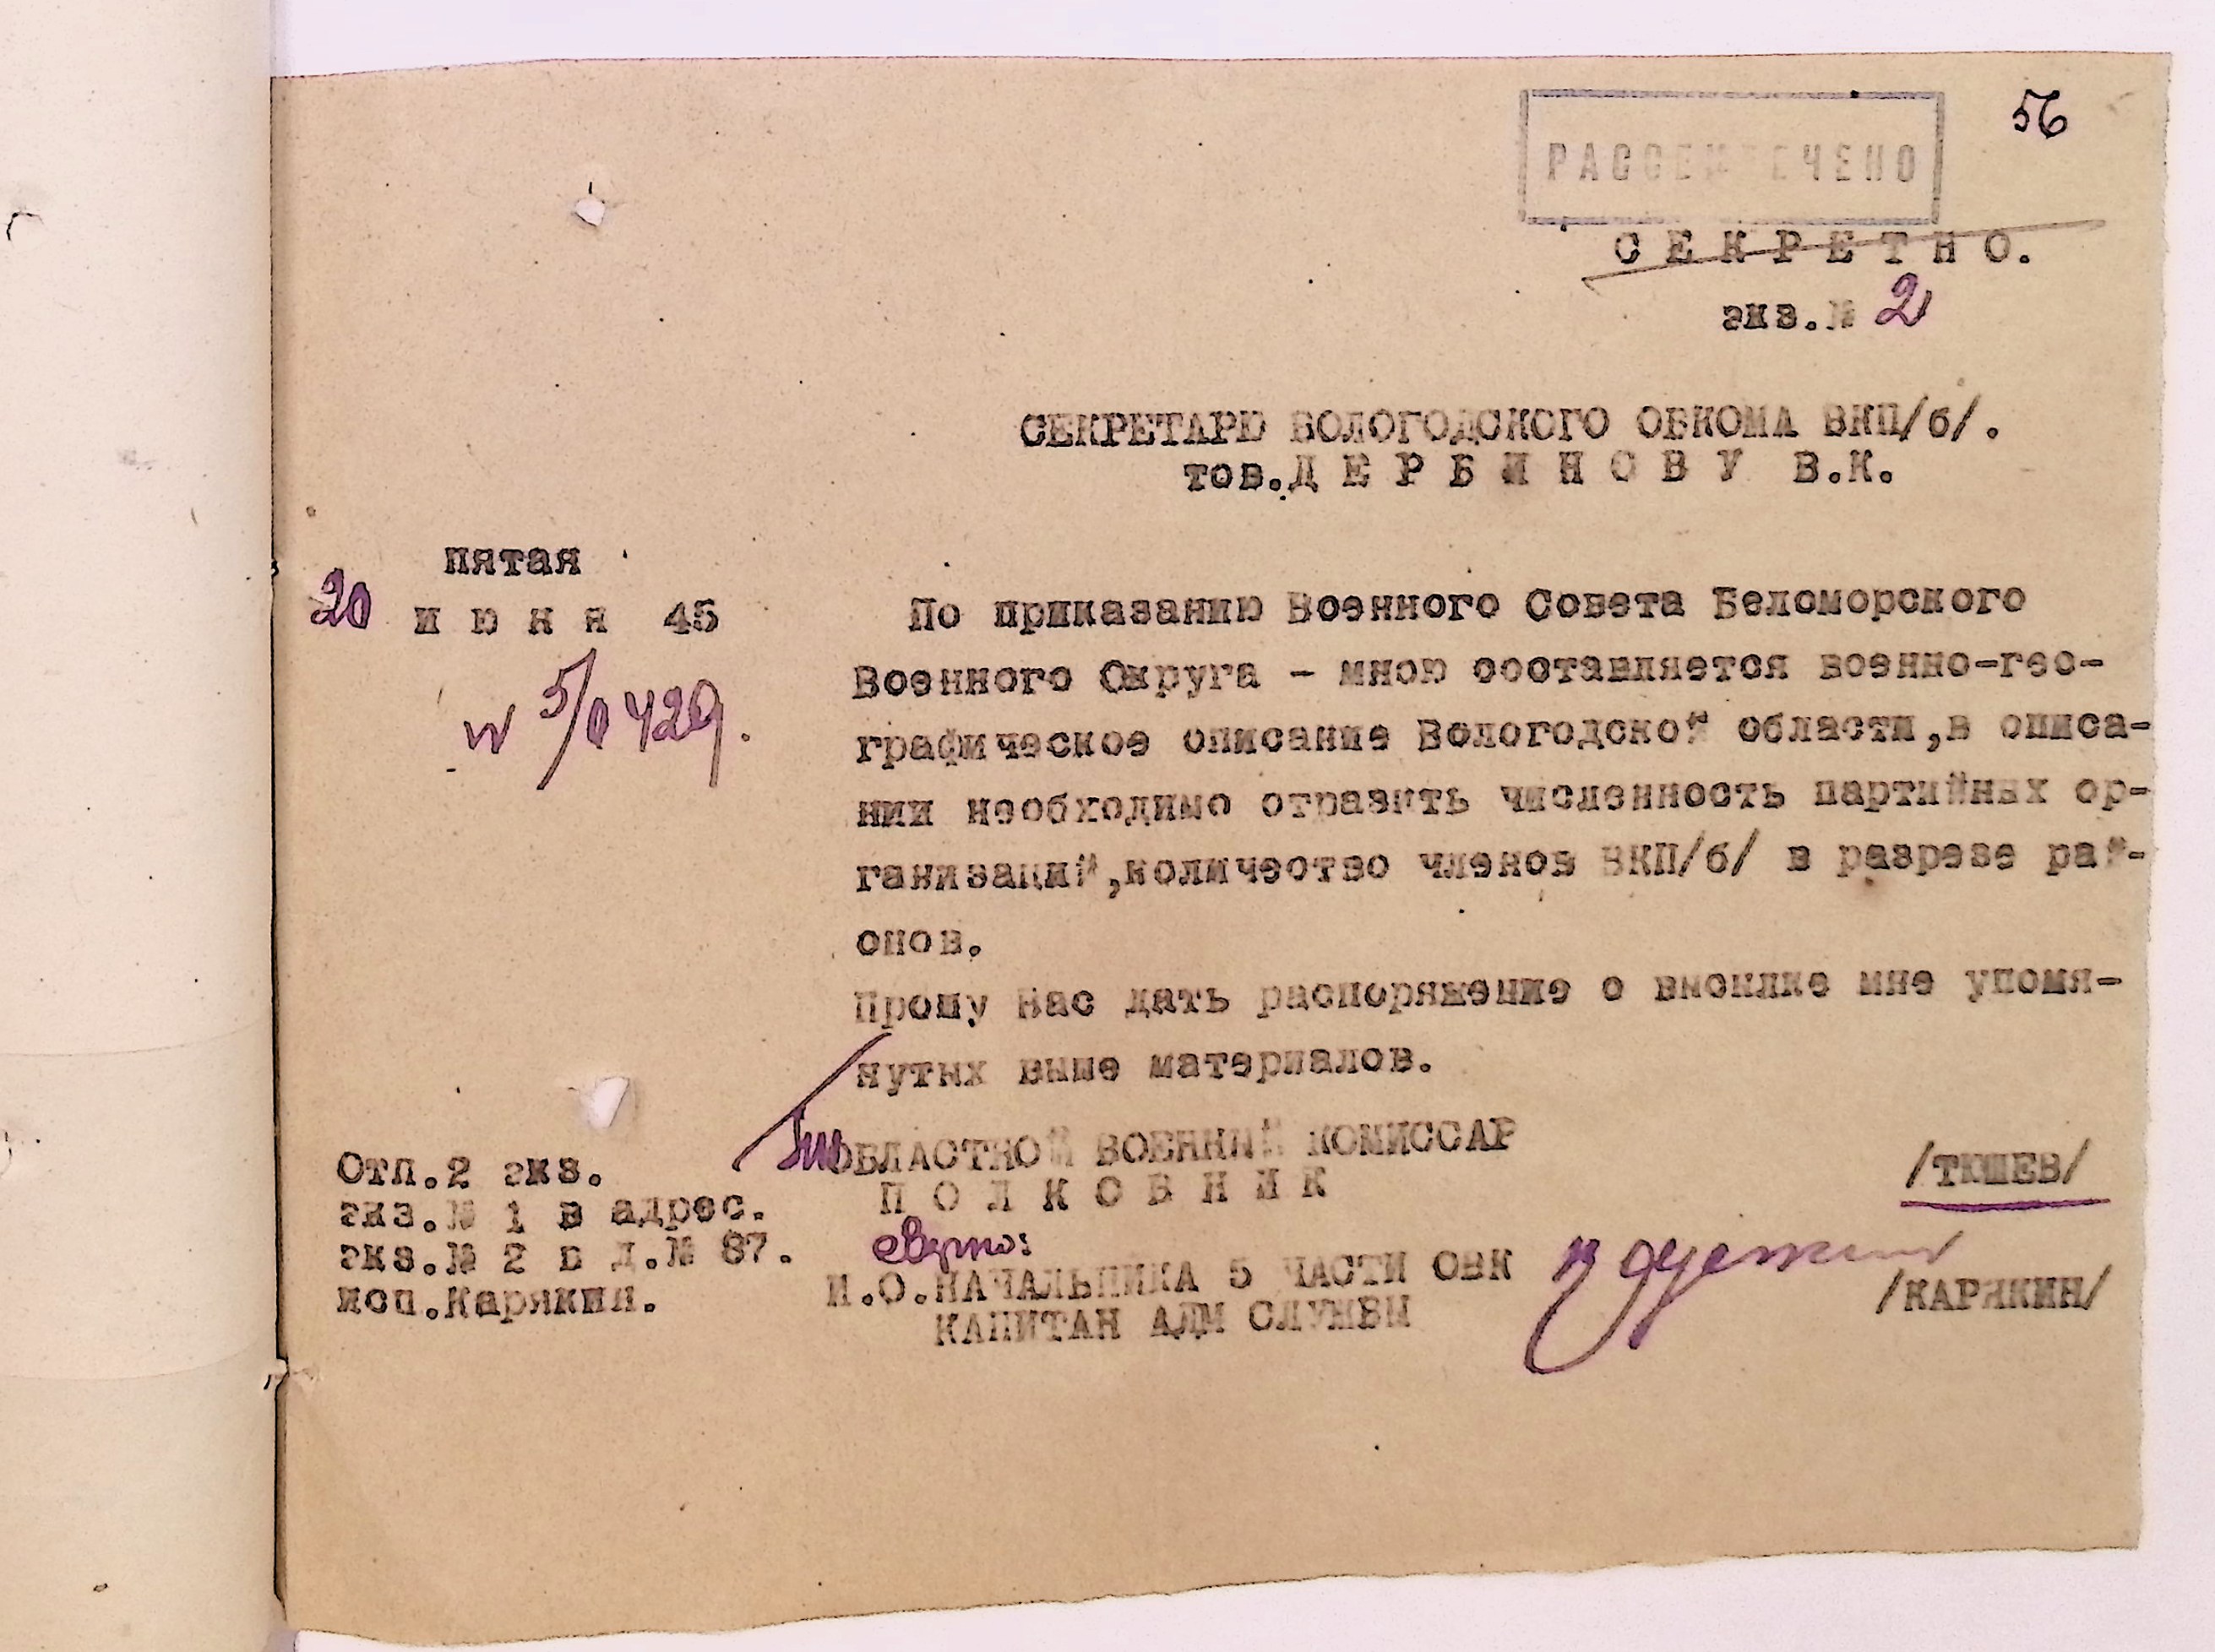 56
РАССЕКРЕЧЕНО
СЕКРЕТНО.
экз.№ 2
СЕКРЕТАРЮ ВОЛОГОДСКОГО ОБКОМА ВКП/б/.
тов.ДЕРБИНОВУ В.К.
пятая
20 июня 45
№ 5/0429.
По приказанию Военного Совета Беломорского
Военного Округа - мною составляется военно-гео-
графическое описание Вологодской области,в описа-
нии необходимо отразить численность партийных ор-
ганизаций,количество членов ВКП/б/ в разрезе рай-
онов.
Прошу Вас дать распоряжение о высылке мне упомя-
нутых выше материалов.
ОБЛАСТНОЙ ВОЕННЫЙ КОМИССАР
ПОЛКОВНИК
/ТЮШЕВ/
Верно:
И.О.НАЧАЛЬНИКА 5 ЧАСТИ ОВК
КАПИТАН АДМ СЛУЖБЫ
/КАРЯКИН/
Отп.2 экз.
экз.№ 1 в адрес.
экз.№ 2 в д.№ 87.
исп.Карякин.